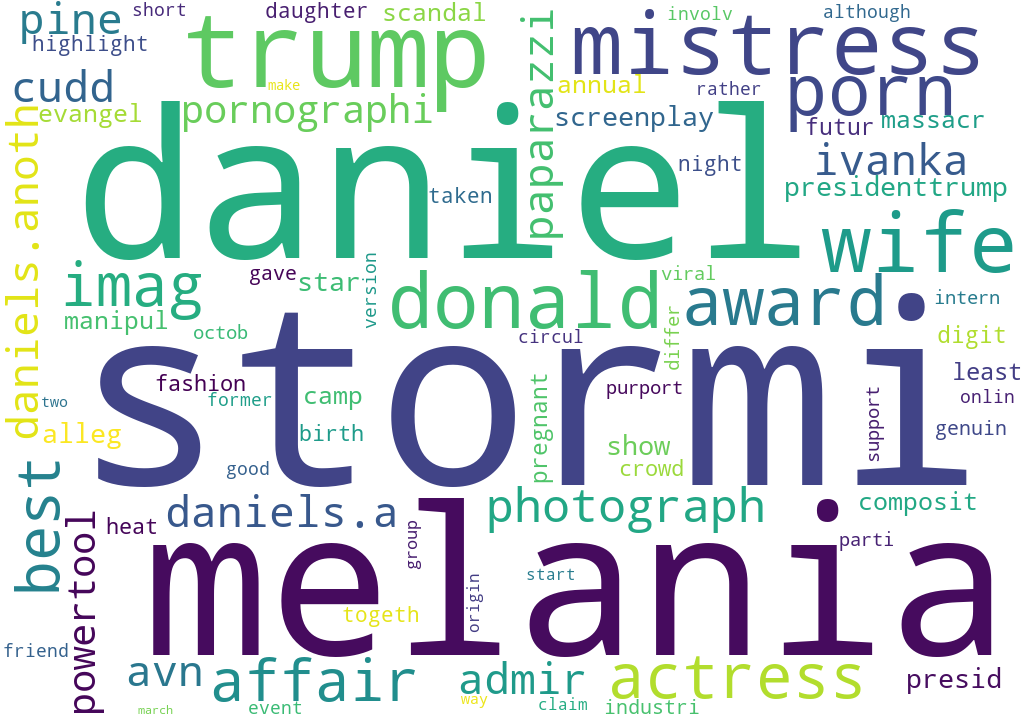 short
daughter
scandal
involv
although
pine
trump
mistress
highlight
paparazzi
cudd
make
annual
rather
porn
evangel
pornographi
screenplay
futur
massacr
daniel
night
ivanka
taken
presidenttrump
daniels.anoth
wife
imag
gave
star
version
donald
viral
award
intern
manipul
octob
circul
differ
digit
stormi
fashion
former
camp
pregnant
purport
support
least
onlin
two
alleg
birth
show
genuin
good
crowd
best
powertool
heat
daniels.a
photograph
composit
melania
group
parti
origin
start
togeth
friend
avn
affair
admir
actress
presid
way
march
event
claim
industri